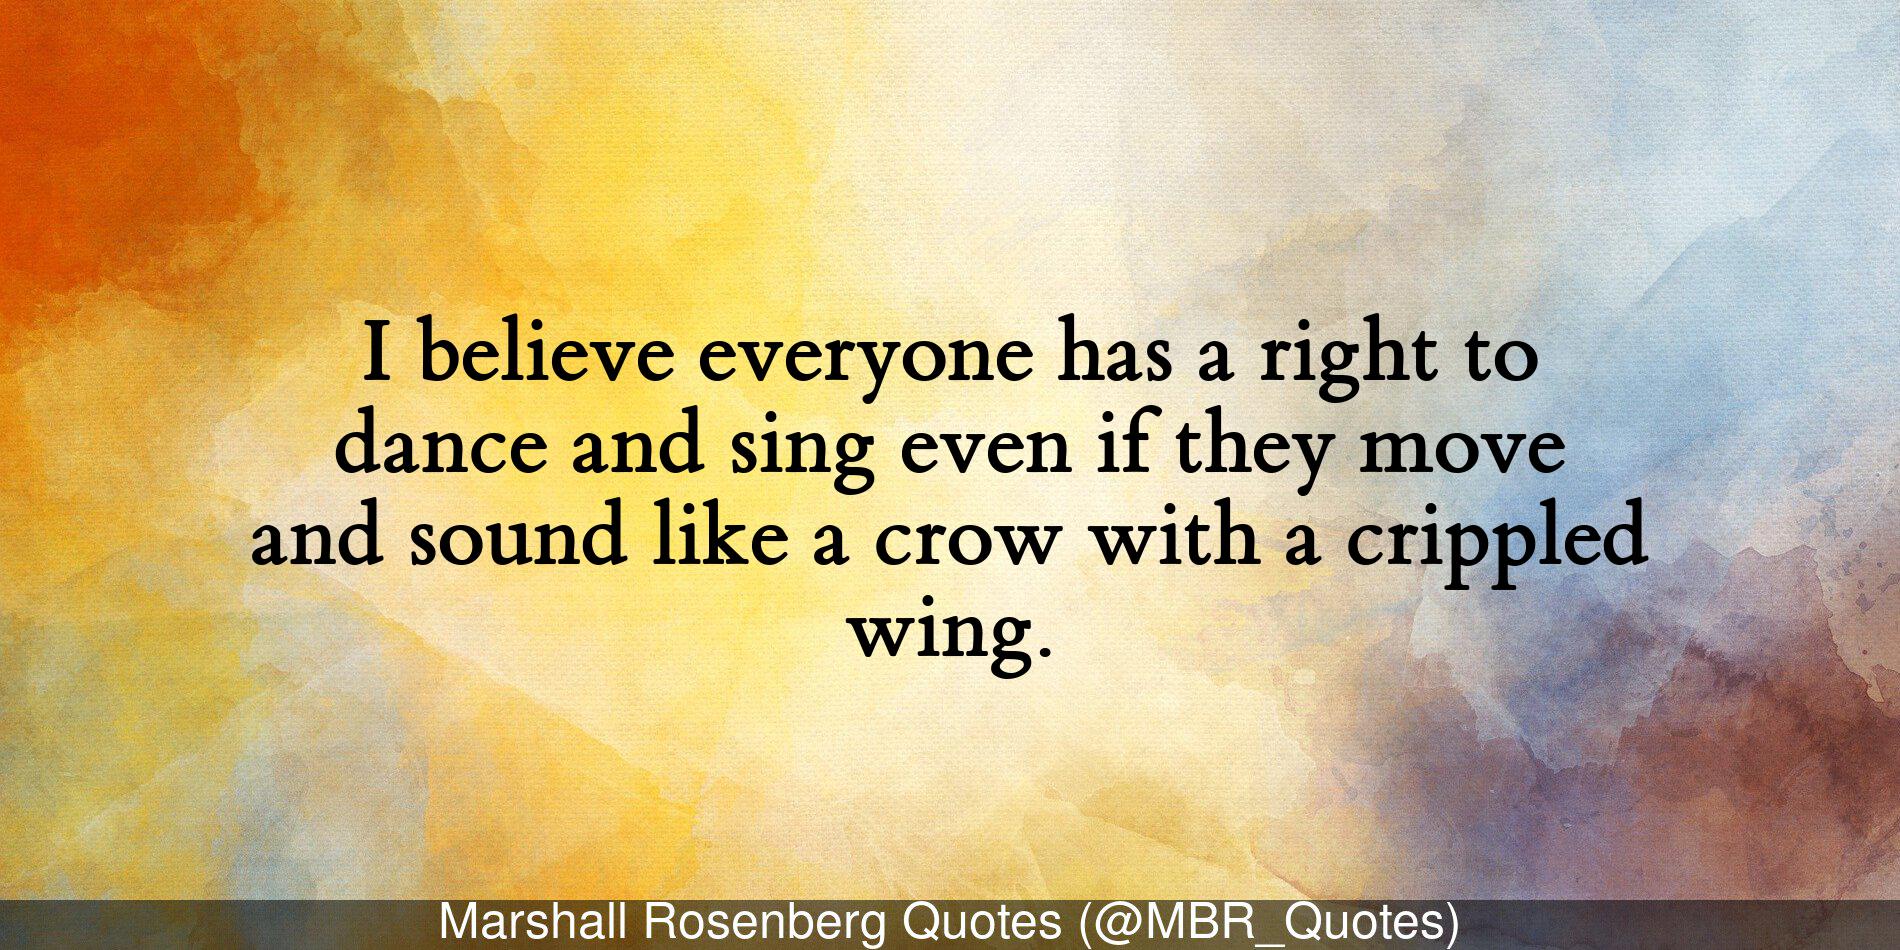 I believe everyone has a right to
dance and sing even if they move
and sound like a crow with a crippled
wing.
Marshall Rosenberg Quotes (@MBR_Quotes)